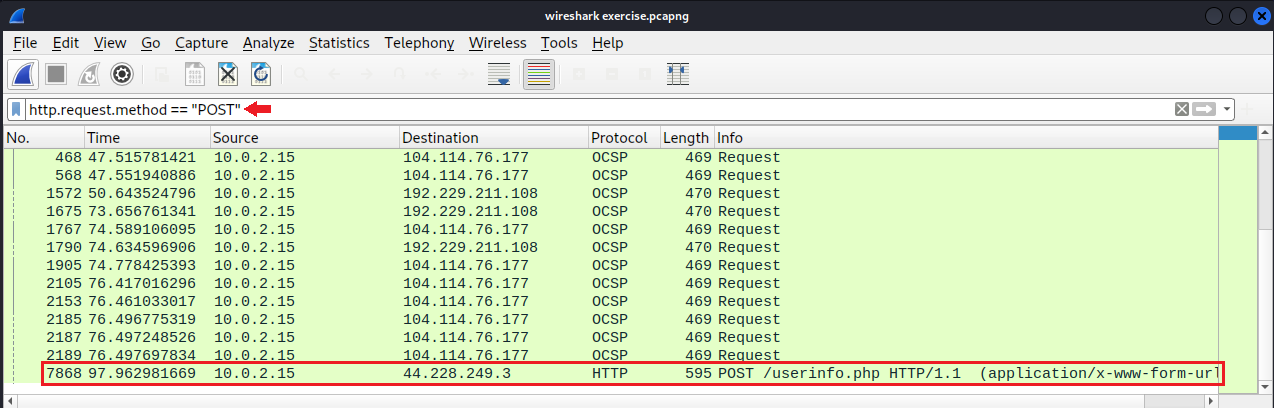 wireshark exercise.pcapng
File Edit View Go Capture Analyze Statistics Telephony Wireless Tools Help
http.request.method == "POST"
No. Time Source Destination Protocol Length Info
468 47.515781421 10.0.2.15 104.114.76.177 OCSP 469 Request
568 47.551940886 10.0.2.15 104.114.76.177 OCSP 469 Request
1572 50.643524796 10.0.2.15 192.229.211.108 OCSP 470 Request
1675 73.656761341 10.0.2.15 192.229.211.108 OCSP 470 Request
1767 74.589106095 10.0.2.15 104.114.76.177 OCSP 469 Request
1790 74.634596906 10.0.2.15 192.229.211.108 OCSP 470 Request
1905 74.778425393 10.0.2.15 104.114.76.177 OCSP 469 Request
2105 76.417016296 10.0.2.15 104.114.76.177 OCSP 469 Request
2153 76.461033017 10.0.2.15 104.114.76.177 OCSP 469 Request
2185 76.496775319 10.0.2.15 104.114.76.177 OCSP 469 Request
2187 76.497248526 10.0.2.15 104.114.76.177 OCSP 469 Request
2189 76.497697834 10.0.2.15 104.114.76.177 OCSP 469 Request
7868 97.962981669 10.0.2.15 44.228.249.3 HTTP 595 POST /userinfo.php HTTP/1.1 (application/x-www-form-url